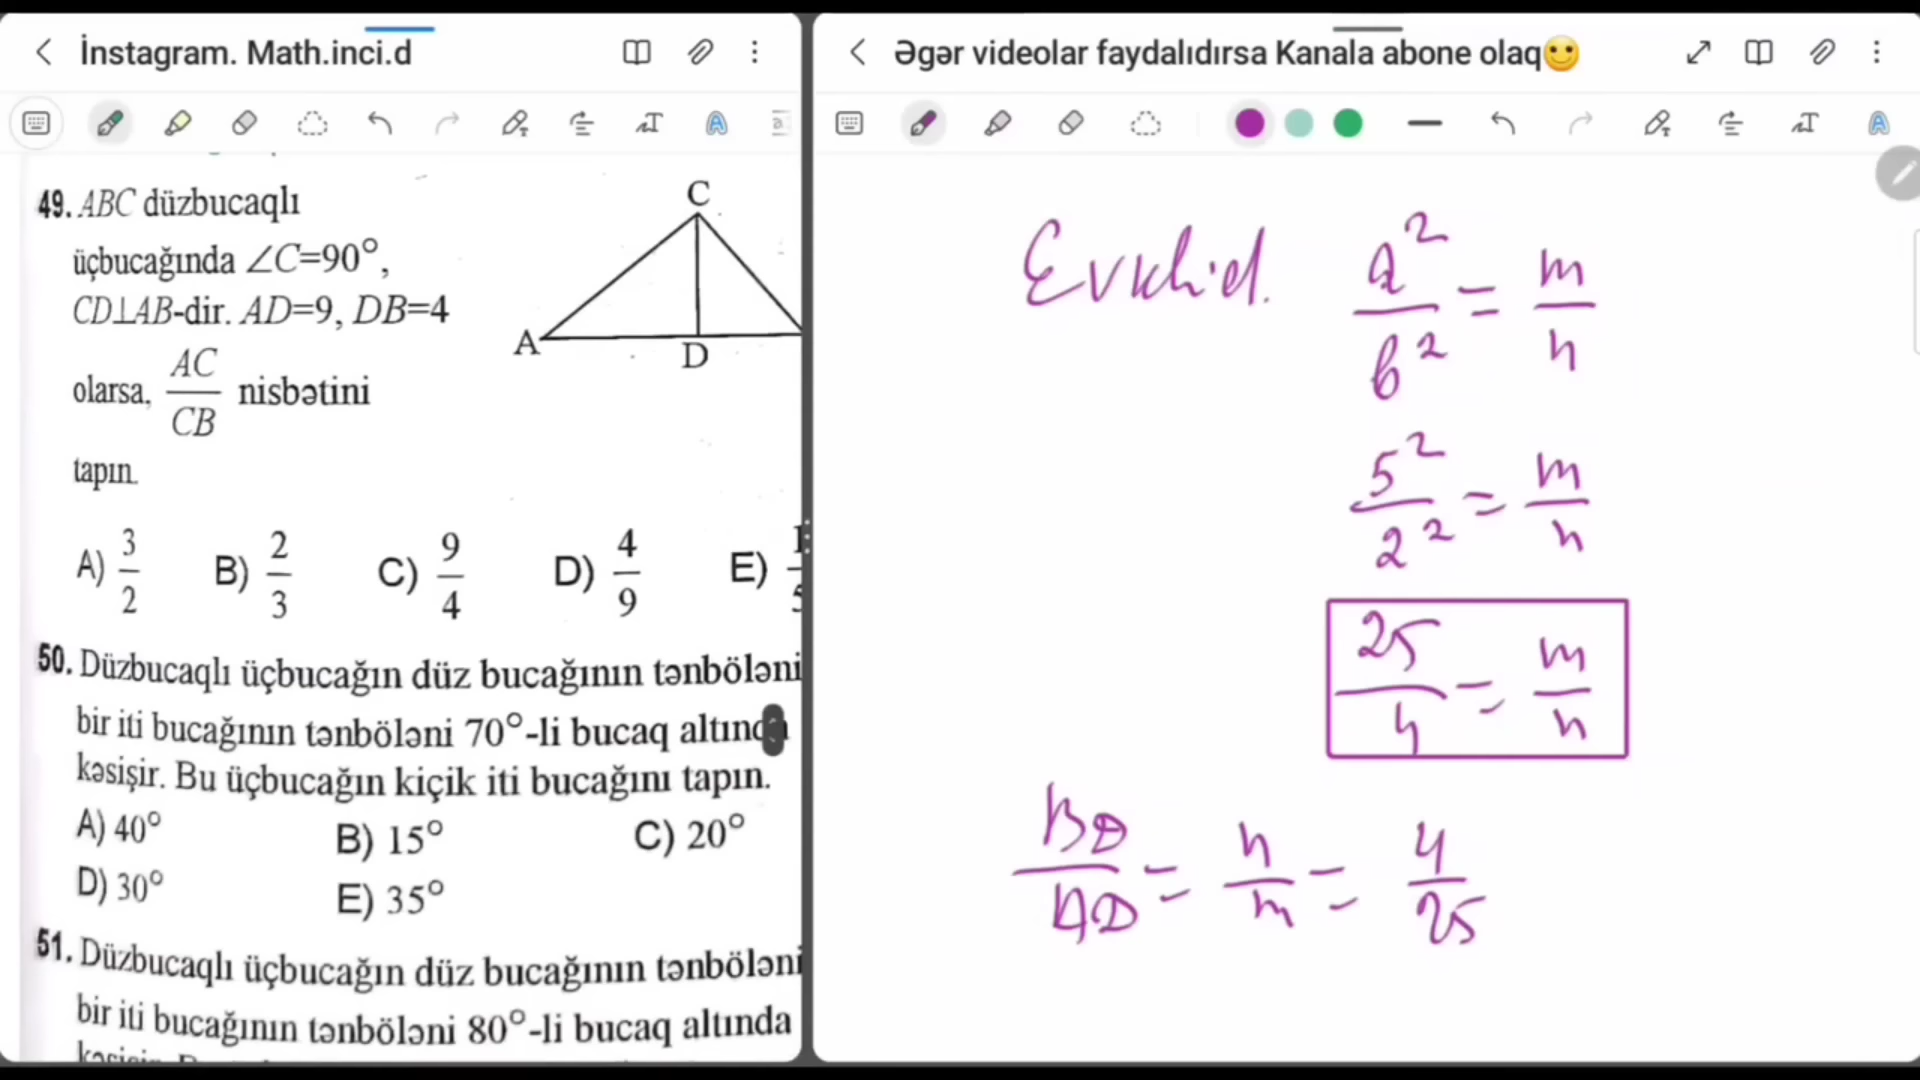 İnstagram. Math.inci.d
49. ABC düzbucaqlı
üçbucağında ∠C=90°,
CD⊥AB-dir. AD=9, DB=4
olarsa, AC/CB nisbətini
tapın.
C
A
D
A) 3/2 B) 2/3 C) 9/4 D) 4/9 E)
50. Düzbucaqlı üçbucağın düz bucağının tənböləni
bir iti bucağının tənböləni 70°-li bucaq altında
kəsişir. Bu üçbucağın kiçik iti bucağını tapın.
A) 40° B) 15° C) 20°
D) 30° E) 35°
51. Düzbucaqlı üçbucağın düz bucağının tənböləni
bir iti bucağının tənböləni 80°-li bucaq altında
Əgər videolar faydalıdırsa Kanala abone olaq🙂
Evklid. a²/b² = m/n
5²/2² = m/n
25/4 = m/n
BD/AD = n/m = 4/25